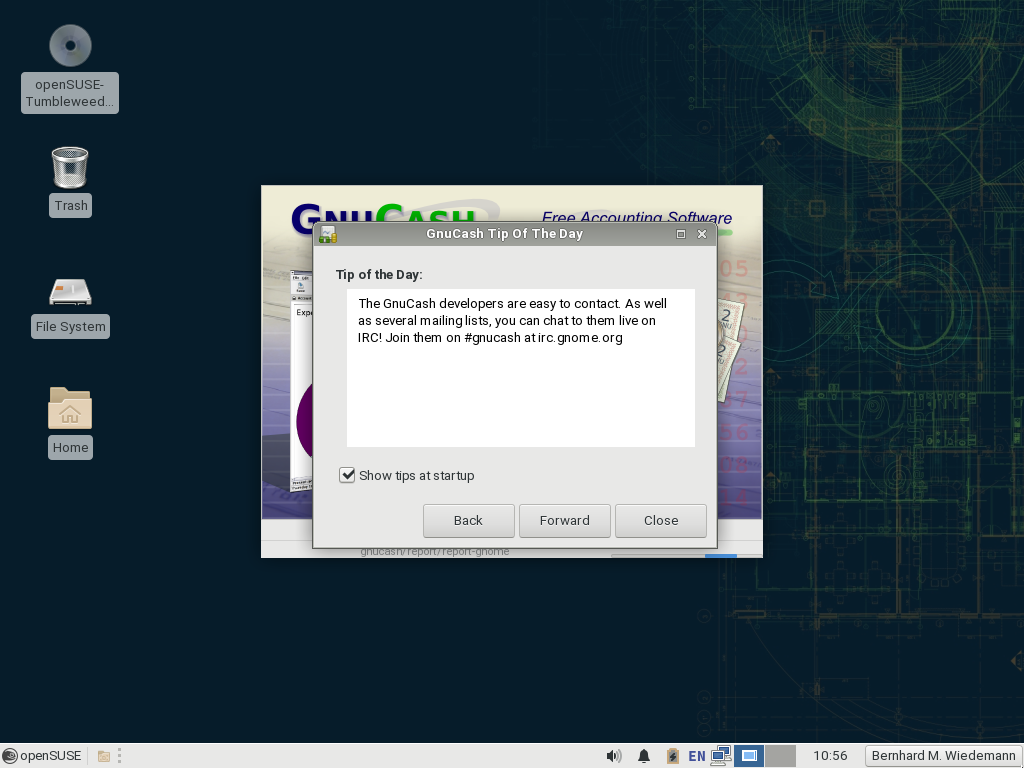 openSUSE-
Tumbleweed...
Trash
File System
Home
GNUCASH
Free Accounting Software
GnuCash Tip Of The Day
Tip of the Day:
The GnuCash developers are easy to contact. As well
as several mailing lists, you can chat to them live on
IRC! Join them on #gnucash at irc.gnome.org
Show tips at startup
Back
Forward
Close
gnucash/report/report-gnome
openSUSE
EN
10:56
Bernhard M. Wiedemann